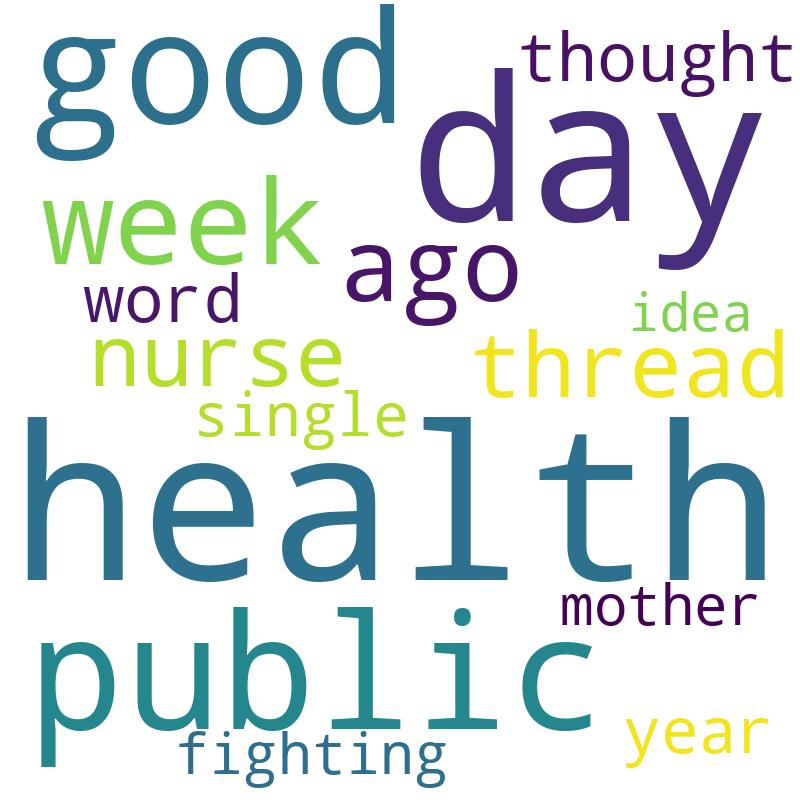 good
thought
day
week
ago
word
idea
nurse
thread
single
health
mother
public
year
fighting